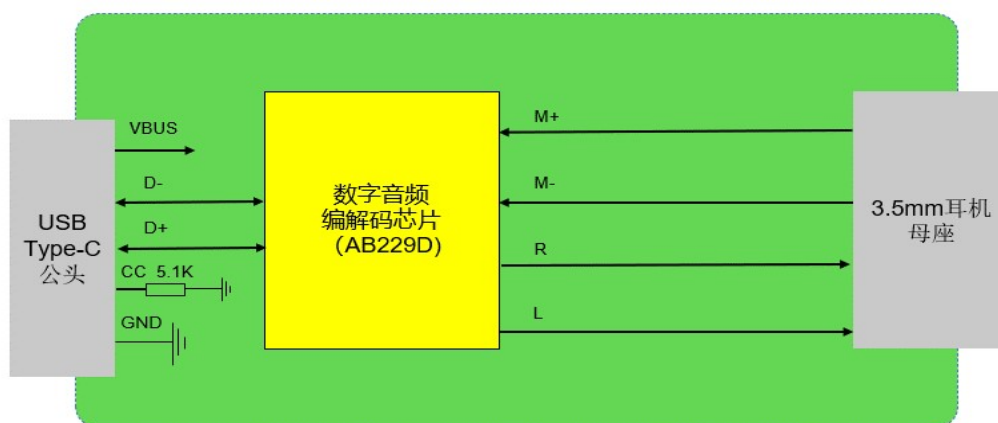 VBUS
D-
D+
USB
Type-C
公头
CC 5.1K
GND
数字音频
编解码芯片
（AB229D）
M+
M-
R
L
3.5mm耳机
母座